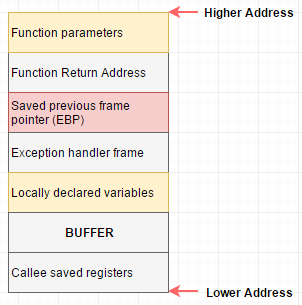 Higher Address
Function parameters
Function Return Address
Saved previous frame
pointer (EBP)
Exception handler frame
Locally declared variables
BUFFER
Callee saved registers
Lower Address